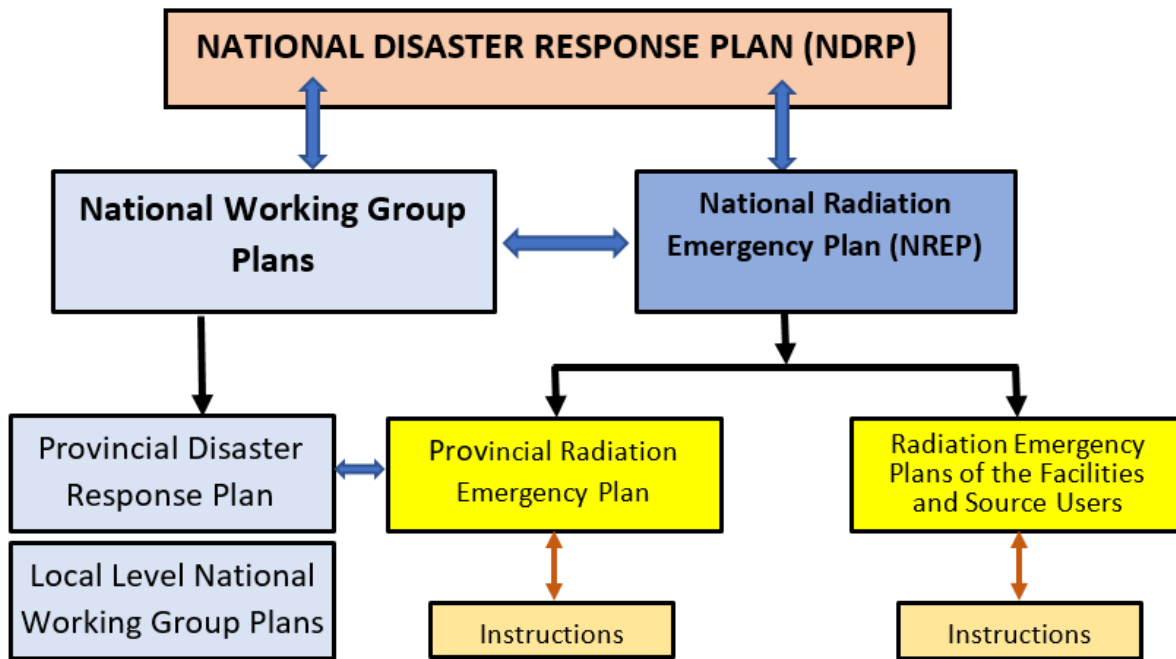 NATIONAL DISASTER RESPONSE PLAN (NDRP)
National Working Group
Plans
National Radiation
Emergency Plan (NREP)
Provincial Disaster
Response Plan
Provincial Radiation
Emergency Plan
Radiation Emergency
Plans of the Facilities
and Source Users
Local Level National
Working Group Plans
Instructions
Instructions